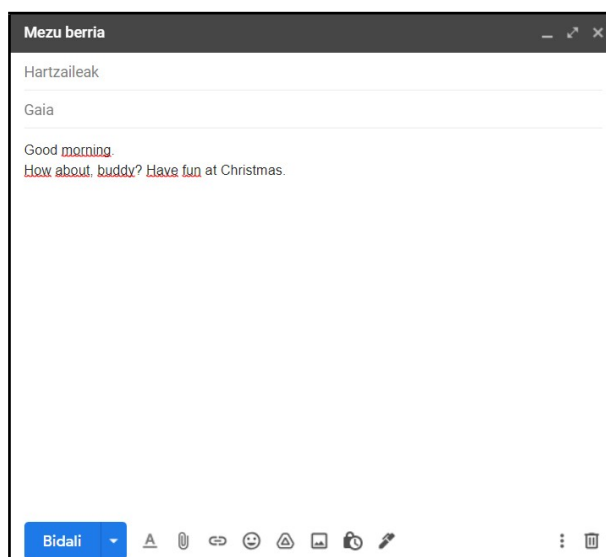 Mezu berria
Hartzaileak
Gaia
Good morning.
How about, buddy? Have fun at Christmas.
Bidali